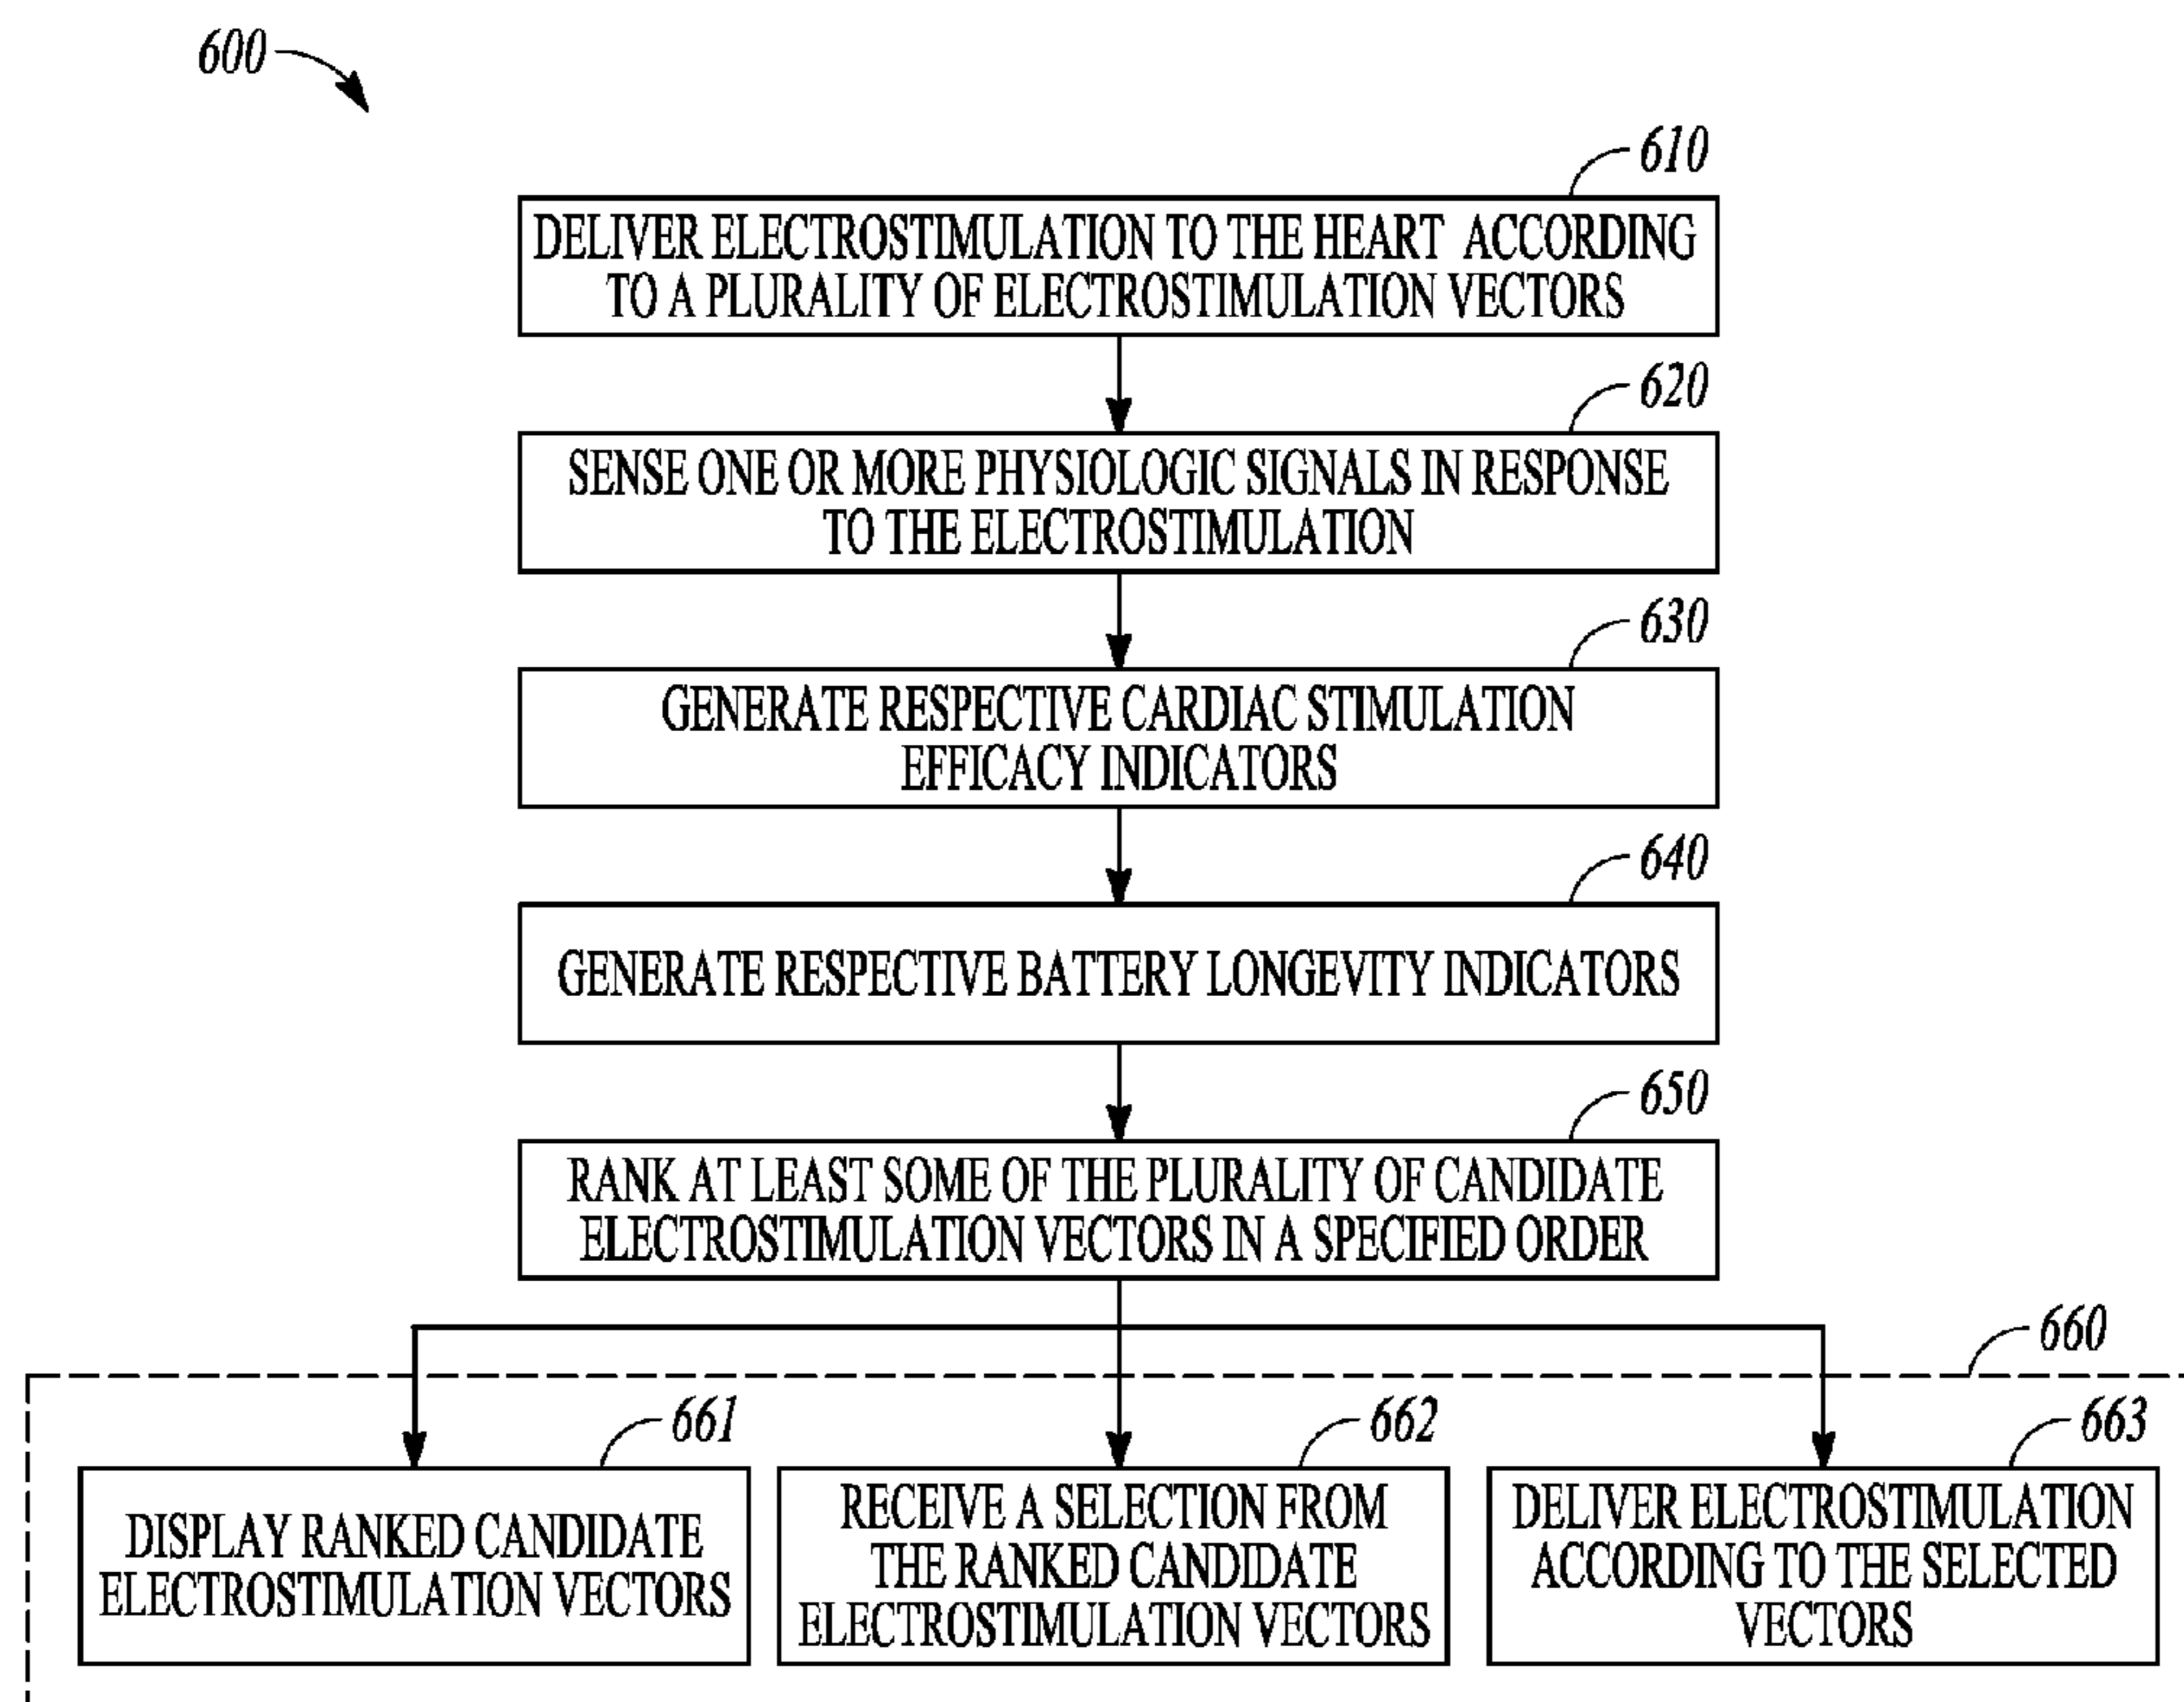 600
610
DELIVER ELECTROSTIMULATION TO THE HEART ACCORDING
TO A PLURALITY OF ELECTROSTIMULATION VECTORS
620
SENSE ONE OR MORE PHYSIOLOGIC SIGNALS IN RESPONSE
TO THE ELECTROSTIMULATION
630
GENERATE RESPECTIVE CARDIAC STIMULATION
EFFICACY INDICATORS
640
GENERATE RESPECTIVE BATTERY LONGEVITY INDICATORS
650
RANK AT LEAST SOME OF THE PLURALITY OF CANDIDATE
ELECTROSTIMULATION VECTORS IN A SPECIFIED ORDER
660
661
DISPLAY RANKED CANDIDATE
ELECTROSTIMULATION VECTORS
662
RECEIVE A SELECTION FROM
THE RANKED CANDIDATE
ELECTROSTIMULATION VECTORS
663
DELIVER ELECTROSTIMULATION
ACCORDING TO THE SELECTED
VECTORS